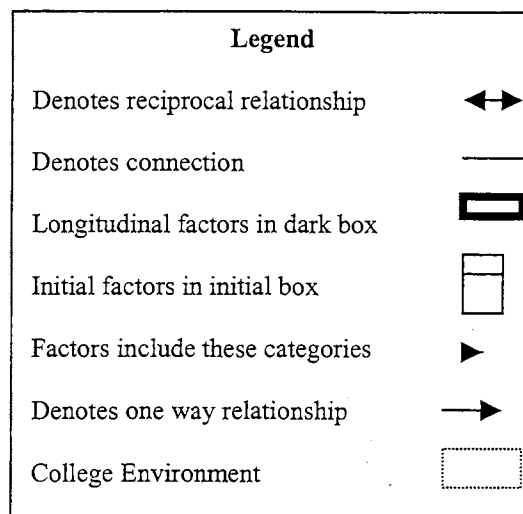 Legend
Denotes reciprocal relationship
Denotes connection
Longitudinal factors in dark box
Initial factors in initial box
Factors include these categories
Denotes one way relationship
College Environment